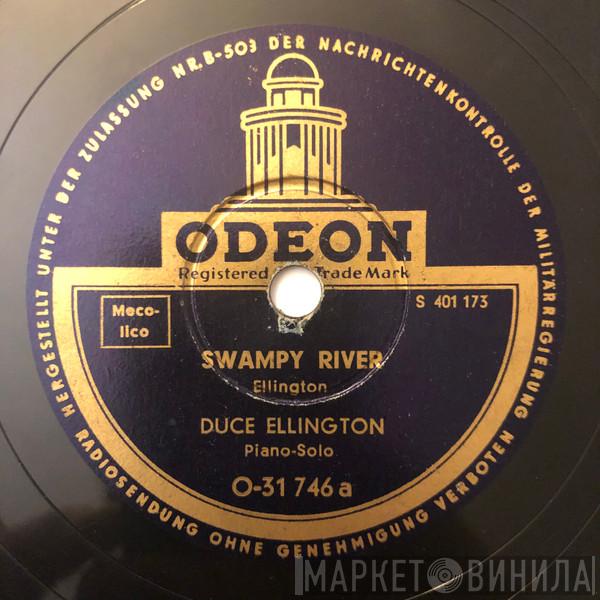 HERGESTELLT UNTER DER ZULASSUNG NR. B-503 DER NACHRICHTENKONTROLLE DER MILITÄRREGIERUNG
ODEON
Registered Trade Mark
Meco-
lico
S 401 173
SWAMPY RIVER
Ellington
DUCE ELLINGTON
Piano-Solo
O-31 746 a
RADIOSENDUNG OHNE GENEHMIGUNG VERBOTEN
МАРКЕТ ВИНИЛА